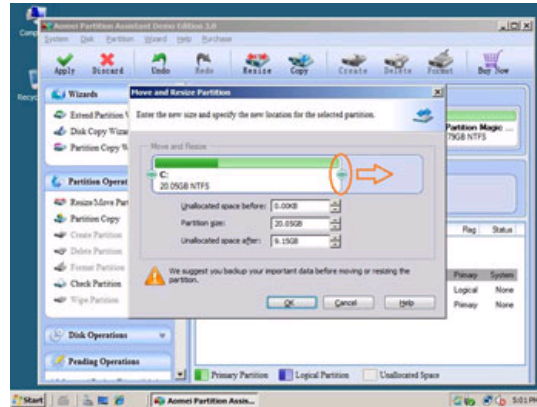 Aomei Partition Assistant Demo Edition 3.0
System Disk Partition Wizard Help Purchase
Apply Discard Undo Redo Resize Copy Create Delete Format Buy Now
Wizards
Extend Partition
Disk Copy
Partition Copy
Partition
Resize/Move
Partition Copy
Create Partition
Delete Partition
Format Partition
Check Partition
Wipe Partition
Disk Operations
Pending Operations
Move and Resize Partition
Enter the new size and specify the new location for the selected partition.
Move and Resize
C:
20.05GB NTFS
Unallocated space before: 0.00KB
Partition size: 20.05GB
Unallocated space after: 9.15GB
We suggest you backup your important data before moving or resizing the
partition.
OK Cancel Help
Partition Magic ...
NTFS
Flag Status
Primary System
Logical None
Primary None
Primary Partition Logical Partition Unallocated Space
Start Aomei Partition Assis... 5:01 PM